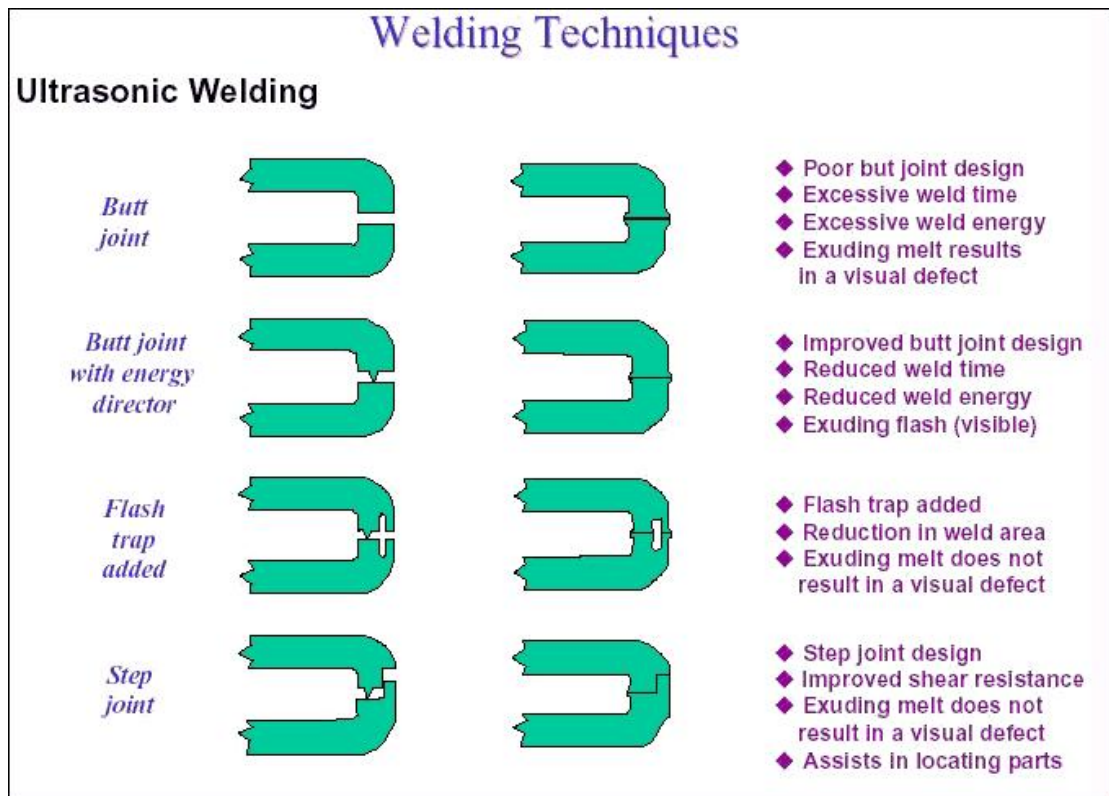 Welding Techniques
Ultrasonic Welding
Butt
joint
◆ Poor but joint design
◆ Excessive weld time
◆ Excessive weld energy
◆ Exuding melt results
in a visual defect
Butt joint
with energy
director
◆ Improved butt joint design
◆ Reduced weld time
◆ Reduced weld energy
◆ Exuding flash (visible)
Flash
trap
added
◆ Flash trap added
◆ Reduction in weld area
◆ Exuding melt does not
result in a visual defect
Step
joint
◆ Step joint design
◆ Improved shear resistance
◆ Exuding melt does not
result in a visual defect
◆ Assists in locating parts